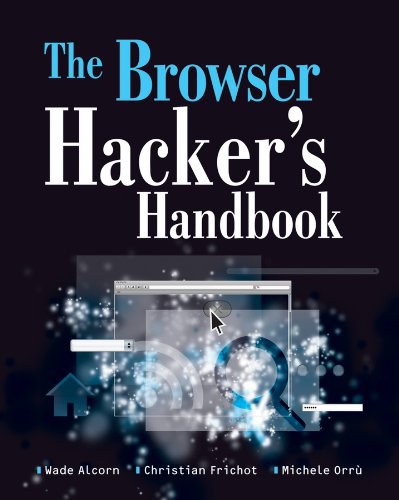 The Browser
Hacker's
Handbook
Wade Alcorn Christian Frichot Michele Orrù